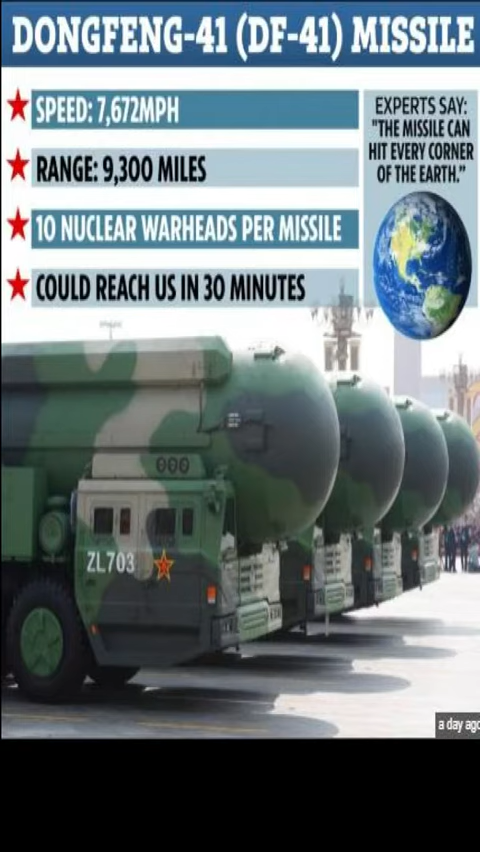 DONGFENG-41 (DF-41) MISSILE
SPEED: 7,672MPH
RANGE: 9,300 MILES
10 NUCLEAR WARHEADS PER MISSILE
COULD REACH US IN 30 MINUTES
EXPERTS SAY:
"THE MISSILE CAN
HIT EVERY CORNER
OF THE EARTH."
ZL703
a day ago